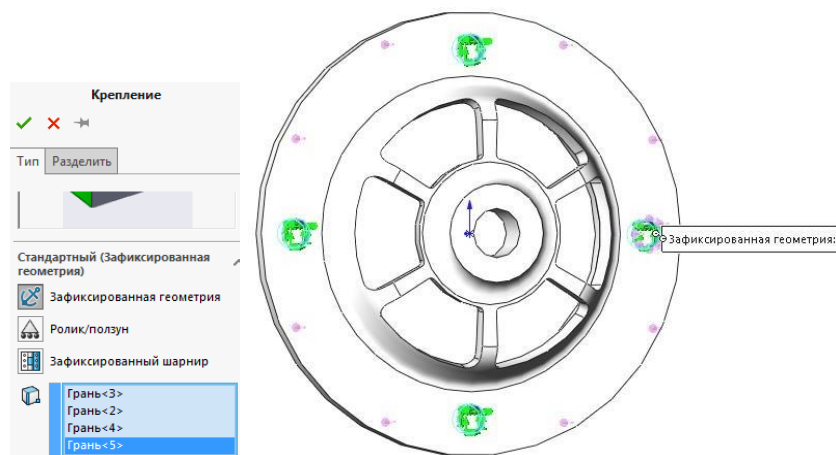 Крепление
Тип Разделить
Стандартный (Зафиксированная
геометрия)
Зафиксированная геометрия
Ролик/ползун
Зафиксированный шарнир
Грань<3>
Грань<2>
Грань<4>
Грань<5>
Зафиксированная геометрия: